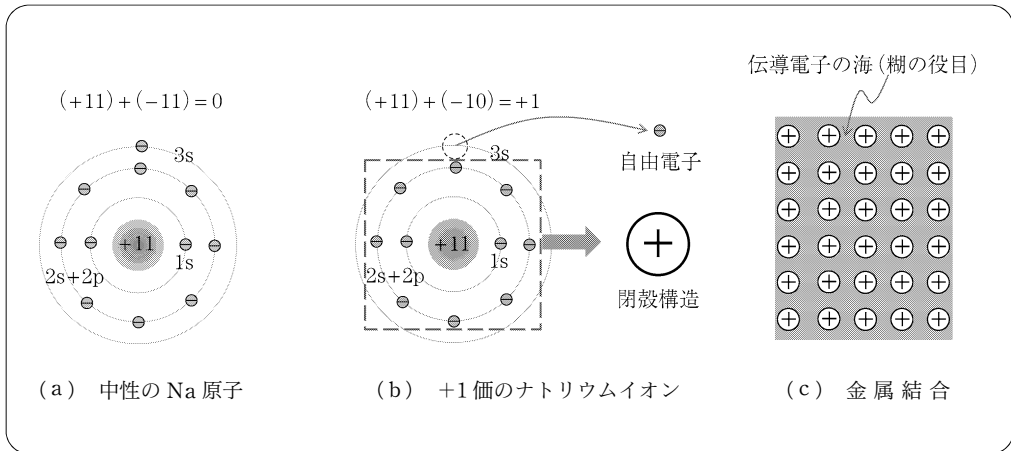 (+11)+(−11)=0
3s
+11
1s
2s+2p
(a) 中性の Na 原子
(+11)+(−10)=+1
3s
+11
1s
2s+2p
自由電子
+
閉殻構造
(b) +1価のナトリウムイオン
伝導電子の海(糊の役目)
+ + + + +
+ + + + +
+ + + + +
+ + + + +
+ + + + +
+ + + + +
(c) 金属結合